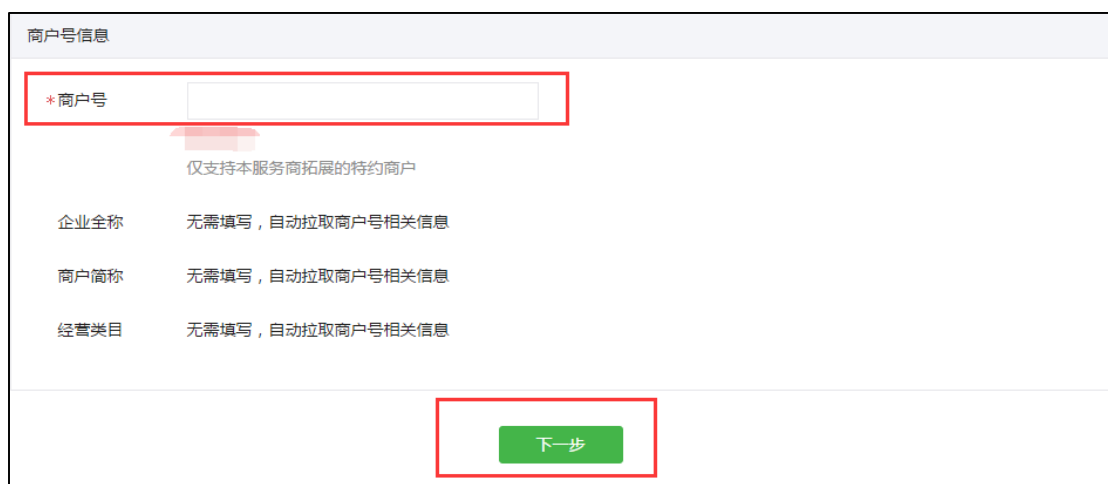 商户号信息
*商户号
仅支持本服务商拓展的特约商户
企业全称 无需填写，自动拉取商户号相关信息
商户简称 无需填写，自动拉取商户号相关信息
经营类目 无需填写，自动拉取商户号相关信息
下一步